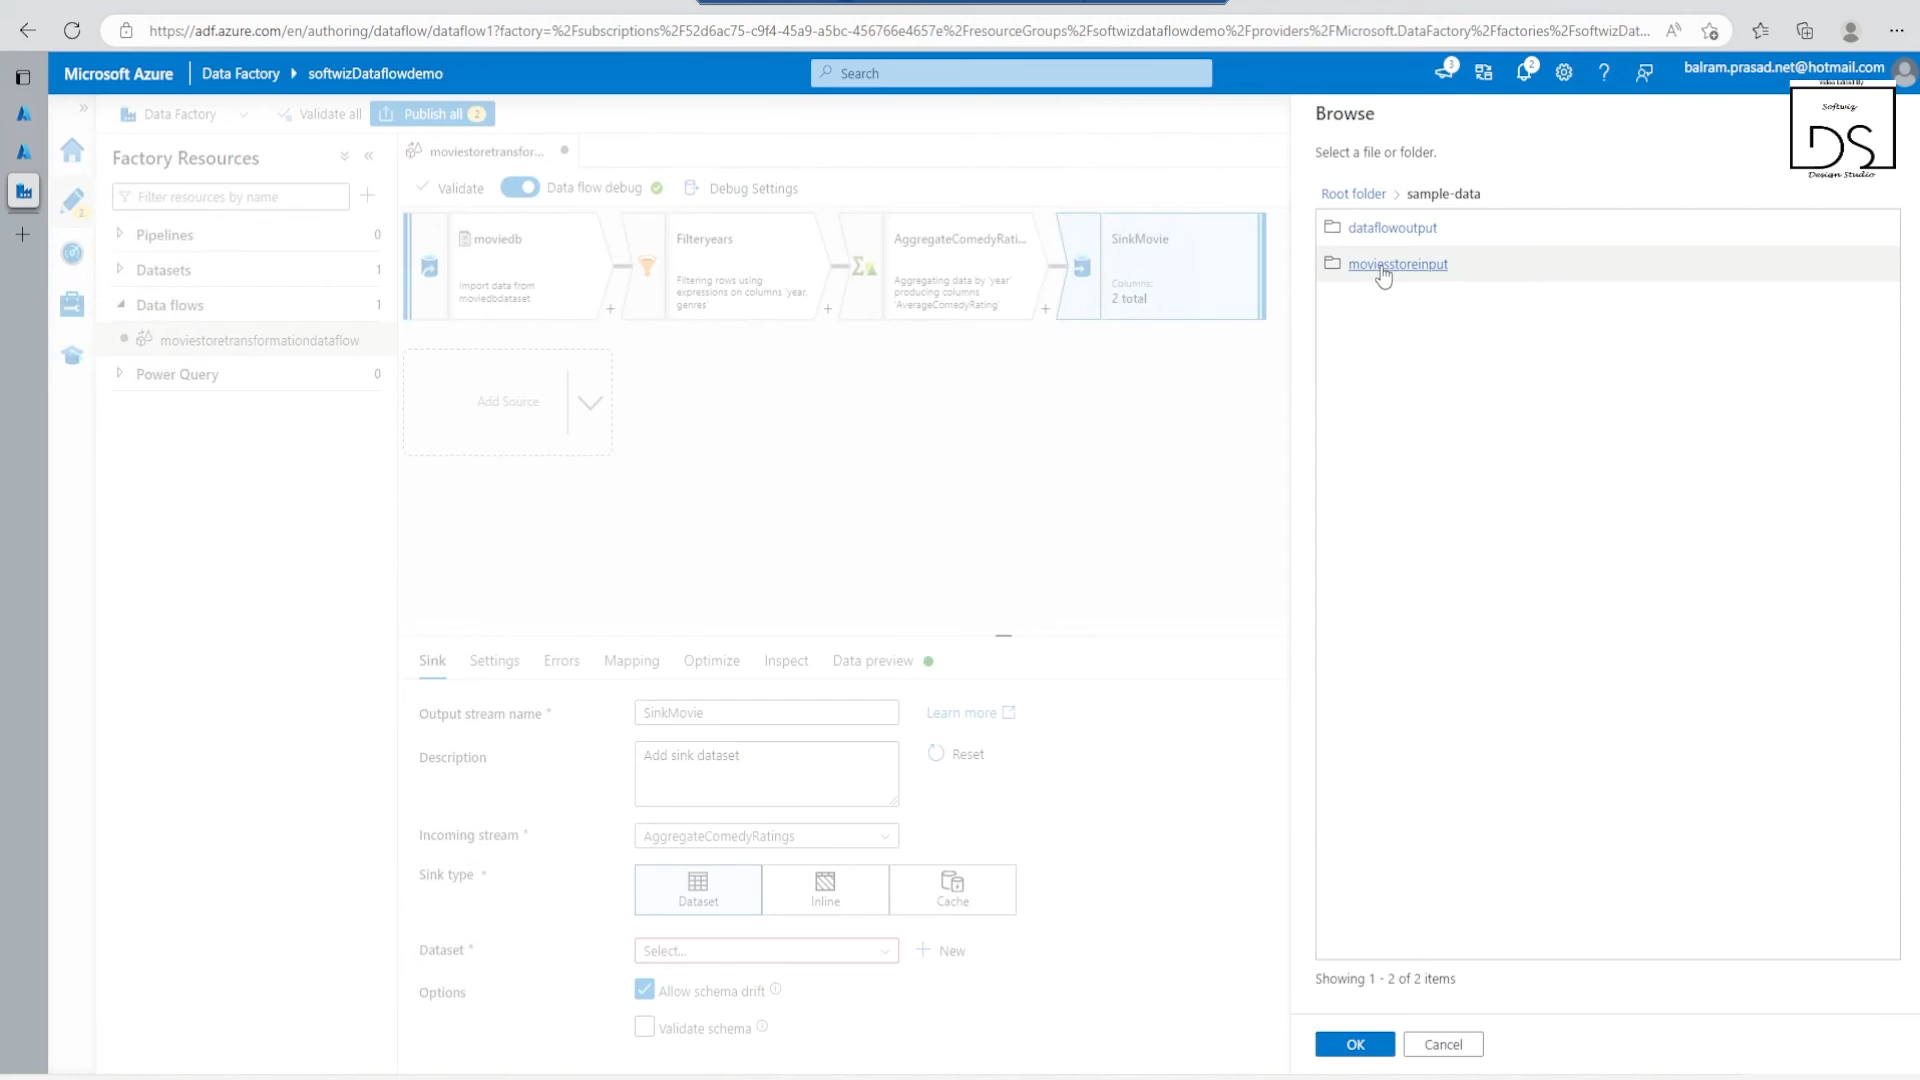 https://adf.azure.com/en/authoring/dataflow/dataflow1?factory=%2Fsubscriptions%2F52d6ac75-c9f4-45a9-a5bc-456766e4657e%2FresourceGroups%2Fsoftwizdataflowdemo%2Fproviders%2FMicrosoft.DataFactory%2Ffactories%2FsoftwizDat...
Microsoft Azure
Data Factory
softwizDataflowdemo
Search
3
2
balram.prasad.net@hotmail.com
Softwiz
DS
Design Studio
Data Factory
Validate all
Publish all 2
Factory Resources
Filter resources by name
Pipelines 0
Datasets 1
Data flows 1
moviestoretransformationdataflow
Power Query 0
2
moviestoretransfor...
Validate
Data flow debug
Debug Settings
moviedb
Import data from
moviedbdataset
Filteryears
Filtering rows using
expressions on columns 'year,
genres'
AggregateComedyRati...
Aggregating data by 'year'
producing columns
'AverageComedyRating'
SinkMovie
Columns:
2 total
Add Source
Sink
Settings
Errors
Mapping
Optimize
Inspect
Data preview
Output stream name *
SinkMovie
Learn more
Description
Add sink dataset
Reset
Incoming stream *
AggregateComedyRatings
Sink type *
Dataset
Inline
Cache
Dataset *
Select...
New
Options
Allow schema drift
Validate schema
Browse
Select a file or folder.
Root folder > sample-data
dataflowoutput
moviesstoreinput
Showing 1 - 2 of 2 items
OK
Cancel